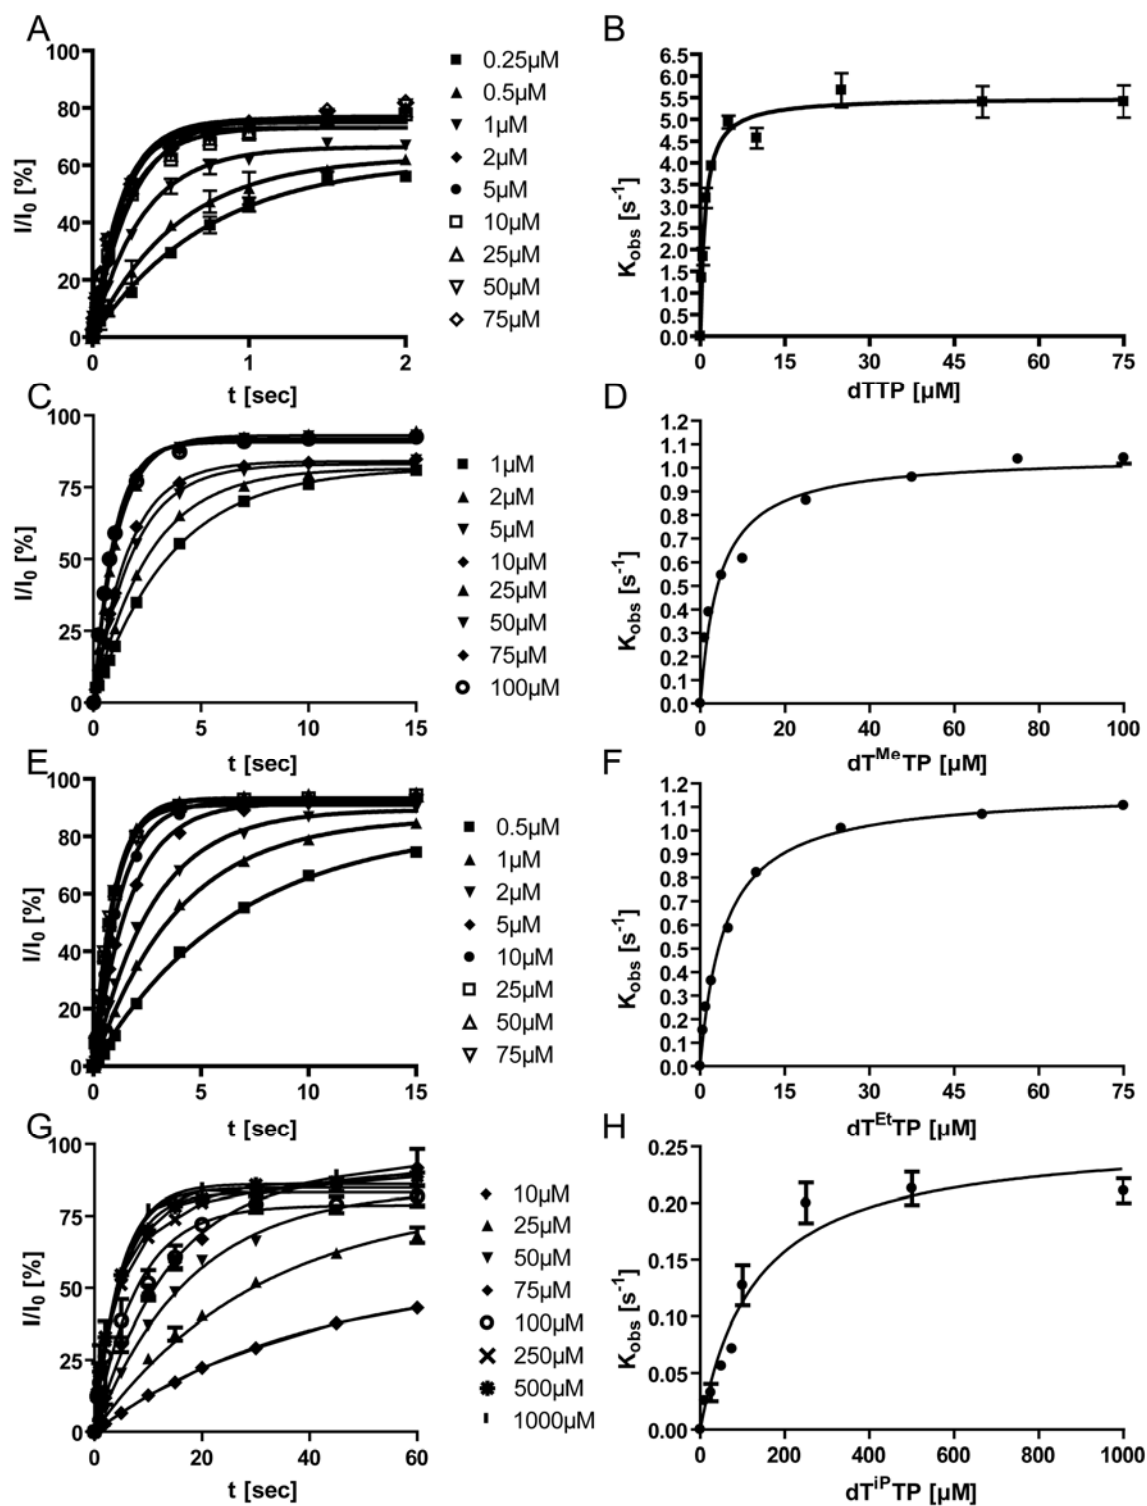 A
100
80
60
40
20
0
I/I0 [%]
0 1 2
t [sec]
0.25µM
0.5µM
1µM
2µM
5µM
10µM
25µM
50µM
75µM
B
6.5
6.0
5.5
5.0
4.5
4.0
3.5
3.0
2.5
2.0
1.5
1.0
0.5
0.0
Kobs [s-1]
0 15 30 45 60 75
dTTP [µM]
C
100
75
50
25
0
I/I0 [%]
0 5 10 15
t [sec]
1µM
2µM
5µM
10µM
25µM
50µM
75µM
100µM
D
1.2
1.1
1.0
0.9
0.8
0.7
0.6
0.5
0.4
0.3
0.2
0.1
0.0
Kobs [s-1]
0 20 40 60 80 100
dTMeTP [µM]
E
100
80
60
40
20
0
I/I0 [%]
0 5 10 15
t [sec]
0.5µM
1µM
2µM
5µM
10µM
25µM
50µM
75µM
F
1.2
1.1
1.0
0.9
0.8
0.7
0.6
0.5
0.4
0.3
0.2
0.1
0.0
Kobs [s-1]
0 15 30 45 60 75
dTEtTP [µM]
G
100
75
50
25
0
I/I0 [%]
0 20 40 60
t [sec]
10µM
25µM
50µM
75µM
100µM
250µM
500µM
1000µM
H
0.25
0.20
0.15
0.10
0.05
0.00
Kobs [s-1]
0 200 400 600 800 1000
dTiPTP [µM]